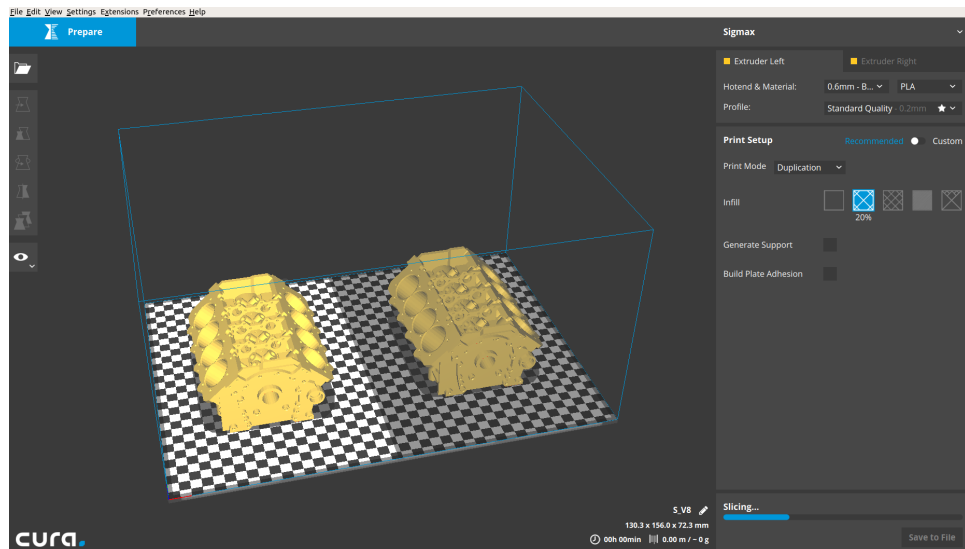 File Edit View Settings Extensions Preferences Help
Prepare
Sigmax
Extruder Left
Extruder Right
Hotend & Material:
0.6mm - B...
PLA
Profile:
Standard Quality - 0.2mm
Print Setup
Recommended
Custom
Print Mode
Duplication
Infill
20%
Generate Support
Build Plate Adhesion
S_V8
130.3 x 156.0 x 72.3 mm
00h 00min
0.00 m / ~ 0 g
Slicing...
Save to File
cura.